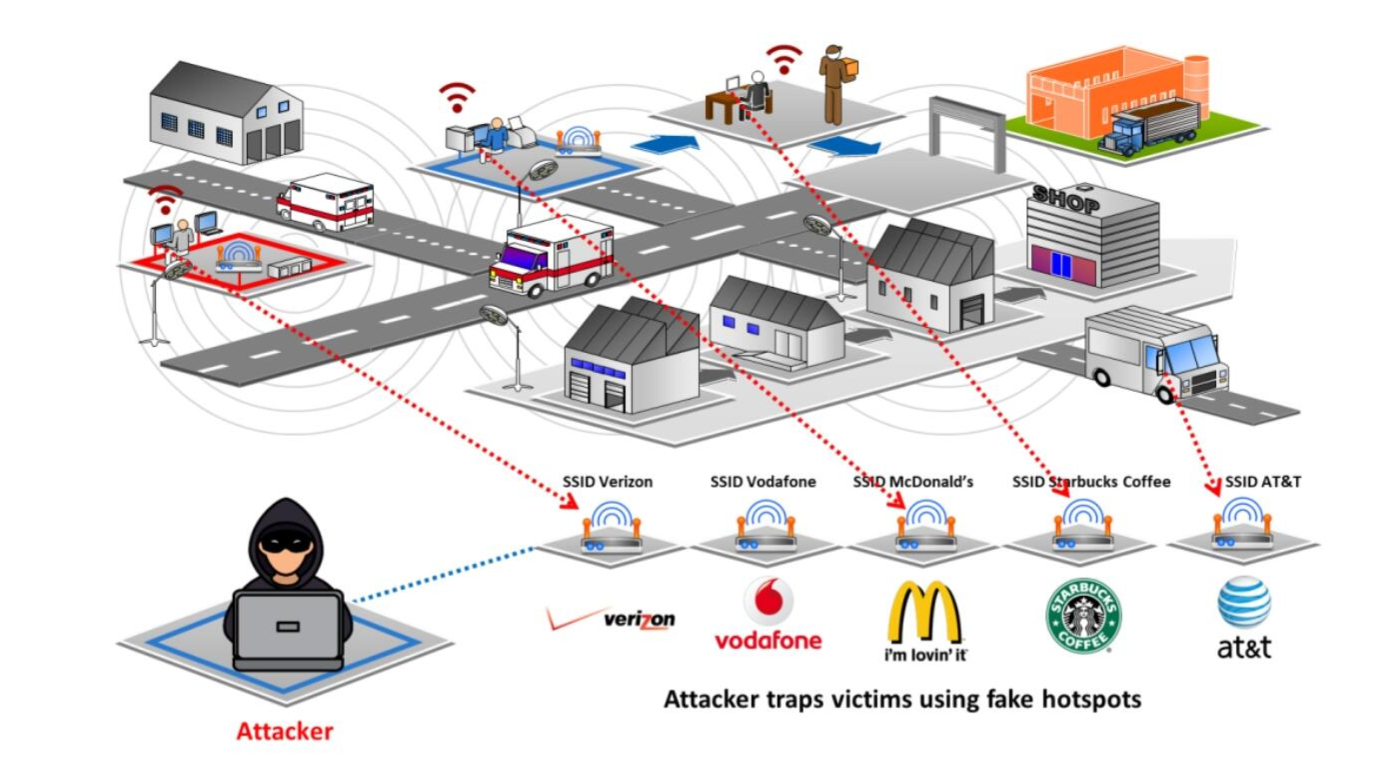 SHOP
SSID Verizon
SSID Vodafone
SSID McDonald's
SSID Starbucks Coffee
SSID AT&T
verizon
vodafone
i'm lovin' it
STARBUCKS
COFFEE
at&t
Attacker traps victims using fake hotspots
Attacker